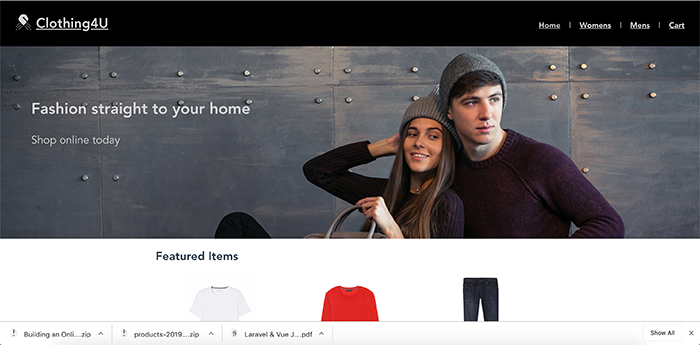 Clothing4U
Home | Womens | Mens | Cart
Fashion straight to your home
Shop online today
Featured Items
Building an Onli....zip
products-2019....zip
Laravel & Vue J....pdf
Show All